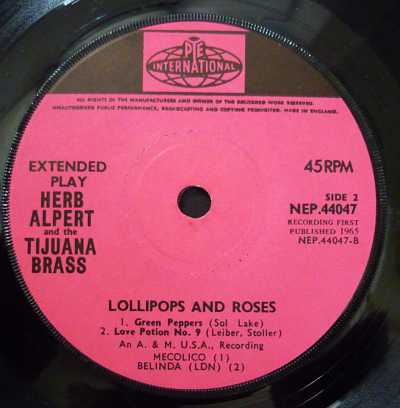 PYE
INTERNATIONAL
ALL RIGHTS OF THE MANUFACTURERS AND OWNER OF THE RECORDED WORK RESERVED.
UNAUTHORISED PUBLIC PERFORMANCE, BROADCASTING AND COPYING PROHIBITED. MADE IN ENGLAND.
EXTENDED
PLAY
HERB
ALPERT
and the
TIJUANA
BRASS
45RPM
SIDE 2
NEP.44047
RECORDING FIRST
PUBLISHED 1965
NEP.44047-B
LOLLIPOPS AND ROSES
1. Green Peppers (Sol Lake)
2. Love Potion No. 9 (Leiber, Stoller)
An A. & M. U.S.A., Recording
MECOLICO (1)
BELINDA (LDN) (2)